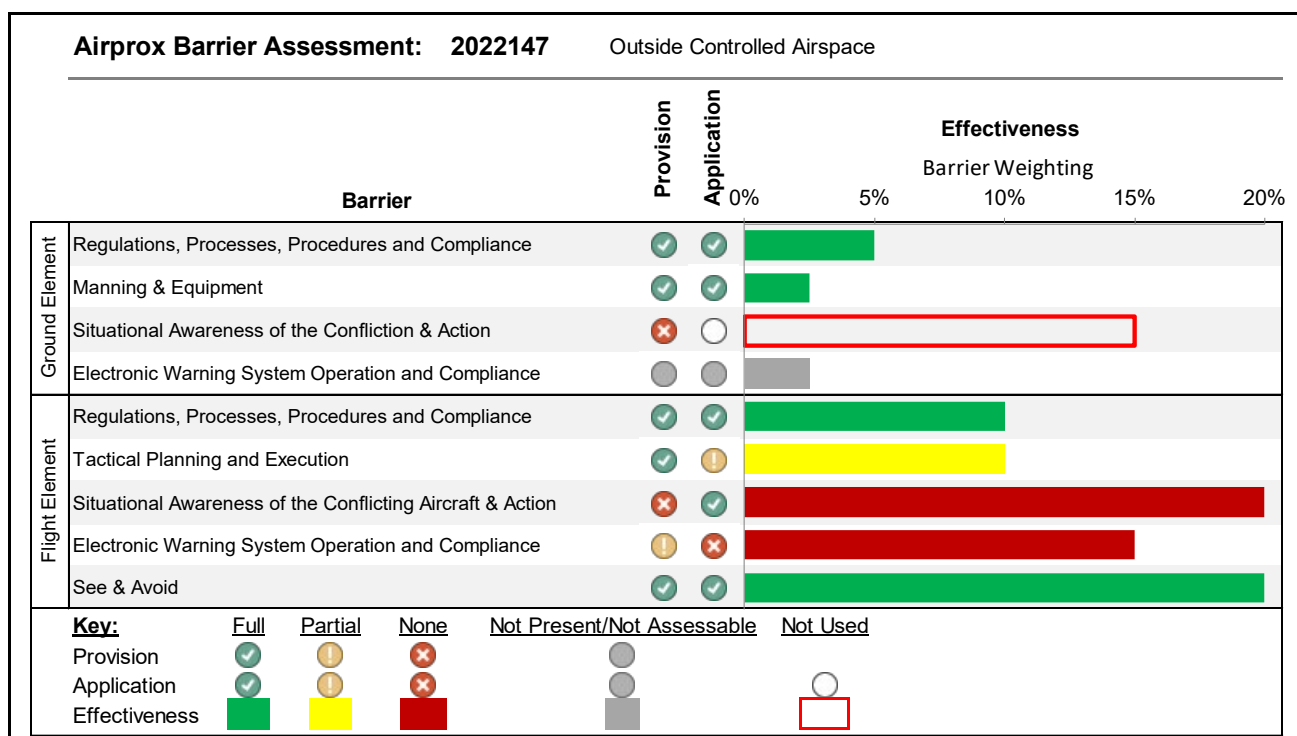 Airprox Barrier Assessment: 2022147 Outside Controlled Airspace
Barrier Provision Application Effectiveness
Barrier Weighting
0% 5% 10% 15% 20%
Ground Element
Regulations, Processes, Procedures and Compliance
Manning & Equipment
Situational Awareness of the Confliction & Action
Electronic Warning System Operation and Compliance
Flight Element
Regulations, Processes, Procedures and Compliance
Tactical Planning and Execution
Situational Awareness of the Conflicting Aircraft & Action
Electronic Warning System Operation and Compliance
See & Avoid
Key: Full Partial None Not Present/Not Assessable Not Used
Provision
Application
Effectiveness